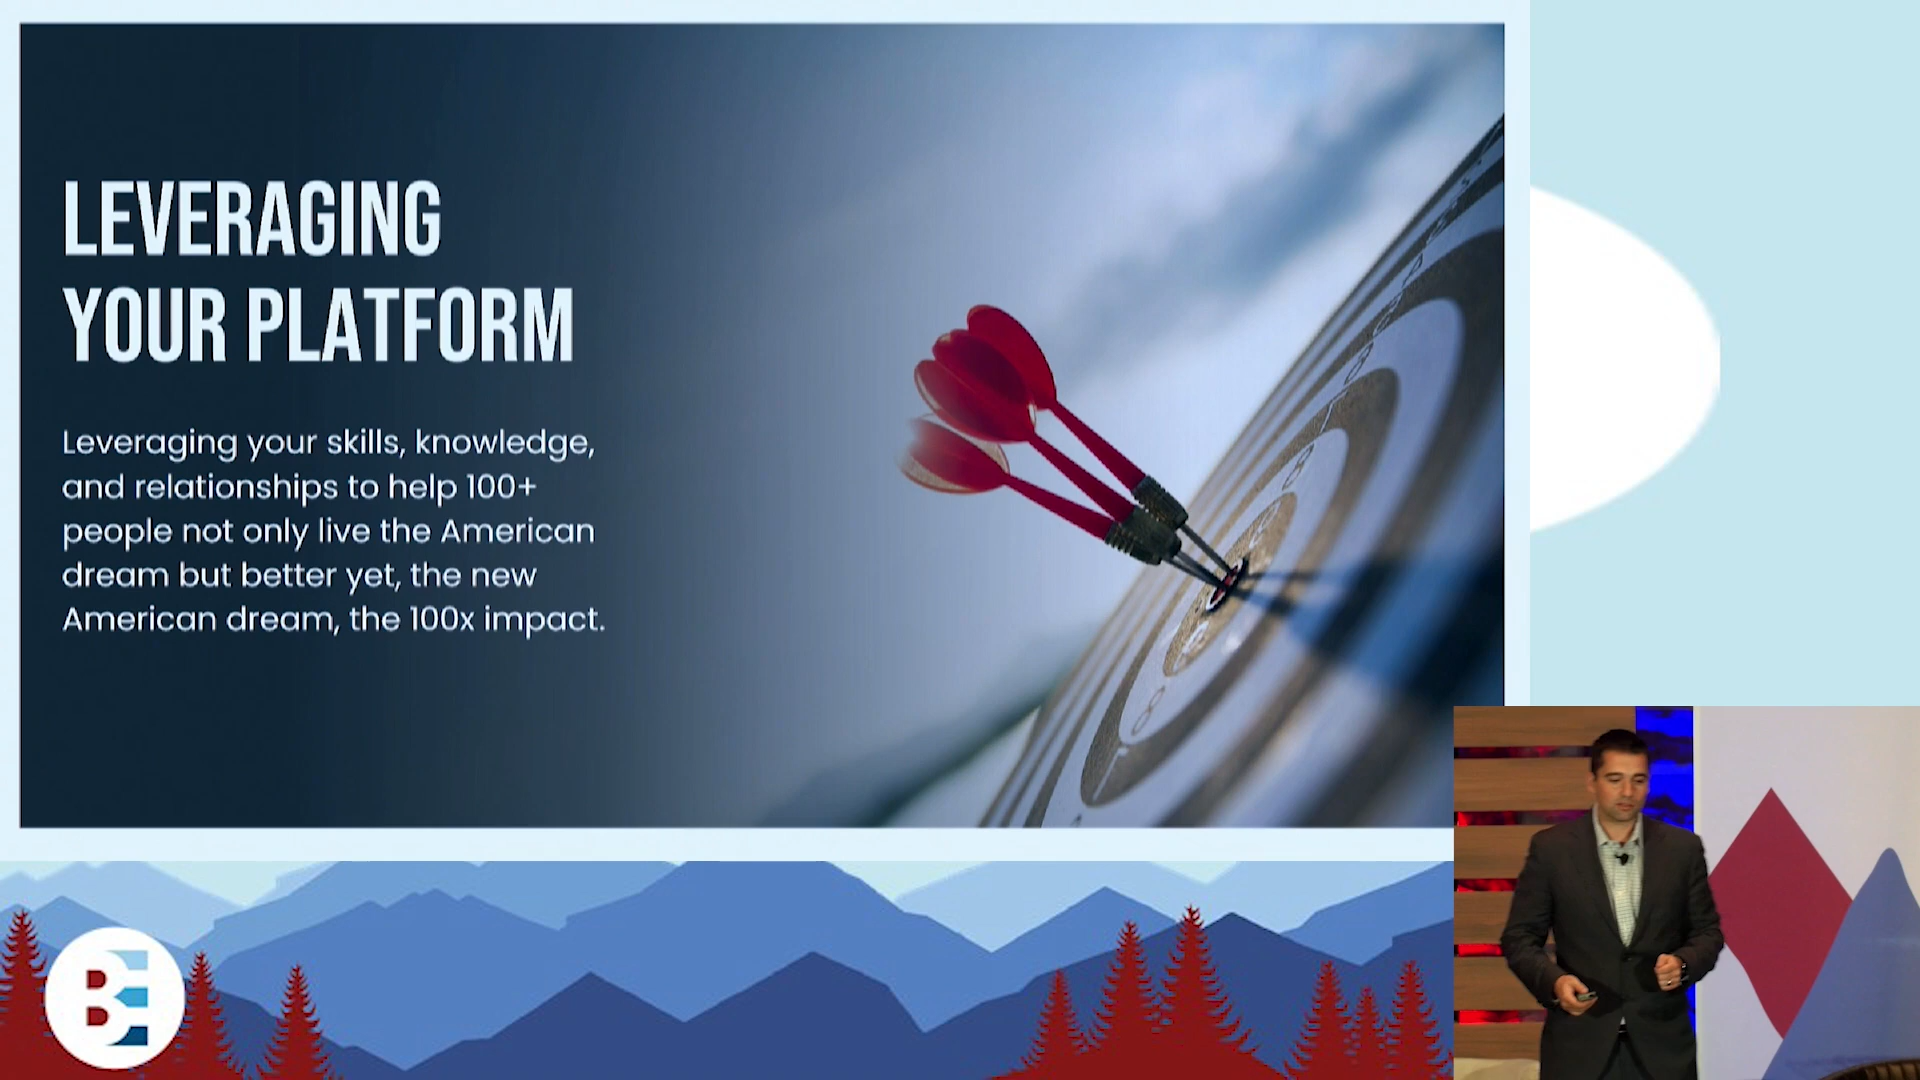 LEVERAGING
YOUR PLATFORM
Leveraging your skills, knowledge,
and relationships to help 100+
people not only live the American
dream but better yet, the new
American dream, the 100x impact.
BE